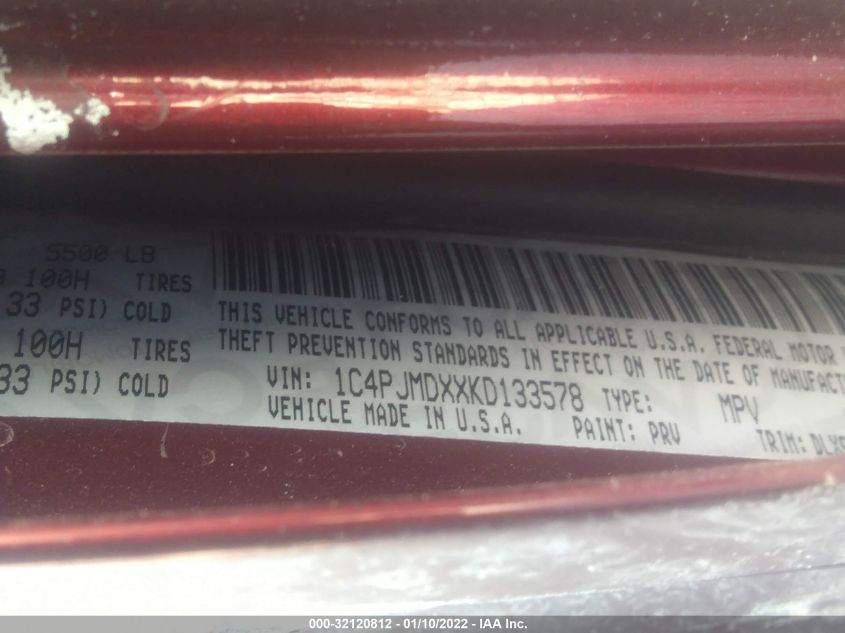 5500 LB
100H TIRES
33 PSI) COLD
100H TIRES
33 PSI) COLD
THIS VEHICLE CONFORMS TO ALL APPLICABLE U.S.A. FEDERAL MOTOR
THEFT PREVENTION STANDARDS IN EFFECT ON THE DATE OF MANUFACT
VIN: 1C4PJMDXXKD133578 TYPE: MPV
VEHICLE MADE IN U.S.A. PAINT: PRV TRIM: DLX
000-32120812 - 01/10/2022 - IAA Inc.